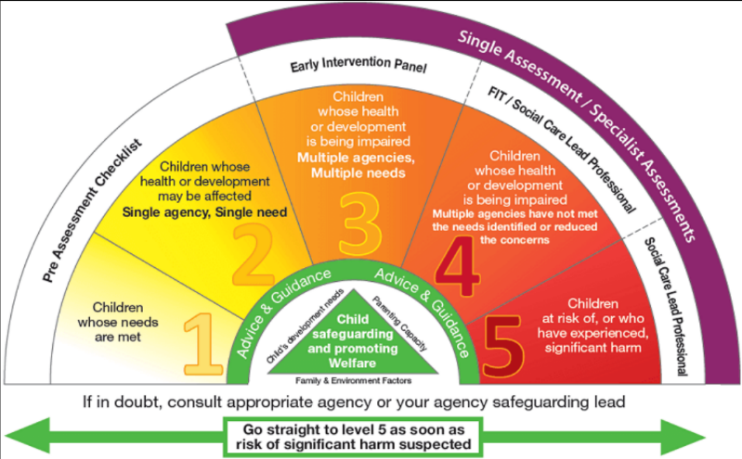 Single Assessment / Specialist Assessments
Early Intervention Panel
FIT / Social Care Lead Professional
Social Care Lead Professional
Pre Assessment Checklist
Children
whose needs
are met
1
Children whose
health or development
may be affected
Single agency, Single need
2
Children
whose health
or development
is being impaired
Multiple agencies,
Multiple needs
3
Children
whose health
or development
is being impaired
Multiple agencies have not met
the needs identified or reduced
the concerns
4
Children
at risk of, or who
have experienced,
significant harm
5
Advice & Guidance
Advice & Guidance
Child's development needs
Parenting Capacity
Child
safeguarding
and promoting
Welfare
Family & Environment Factors
If in doubt, consult appropriate agency or your agency safeguarding lead
Go straight to level 5 as soon as
risk of significant harm suspected